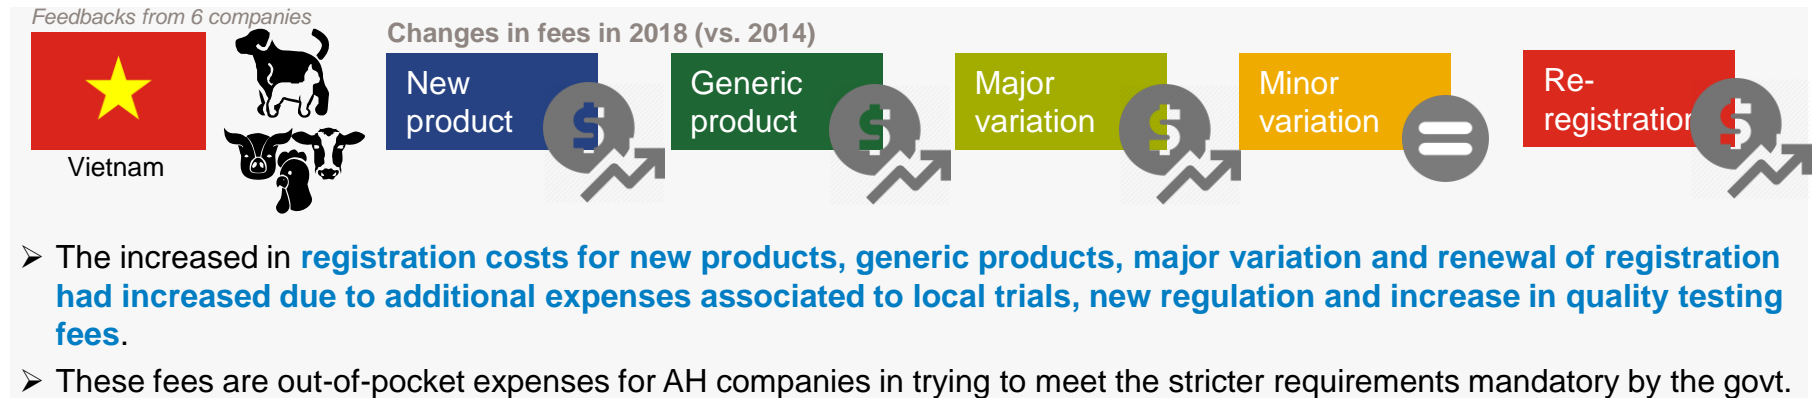 Feedbacks from 6 companies
Changes in fees in 2018 (vs. 2014)
Vietnam
New
product
Generic
product
Major
variation
Minor
variation
Re-
registration
➢ The increased in registration costs for new products, generic products, major variation and renewal of registration
had increased due to additional expenses associated to local trials, new regulation and increase in quality testing
fees.
➢ These fees are out-of-pocket expenses for AH companies in trying to meet the stricter requirements mandatory by the govt.